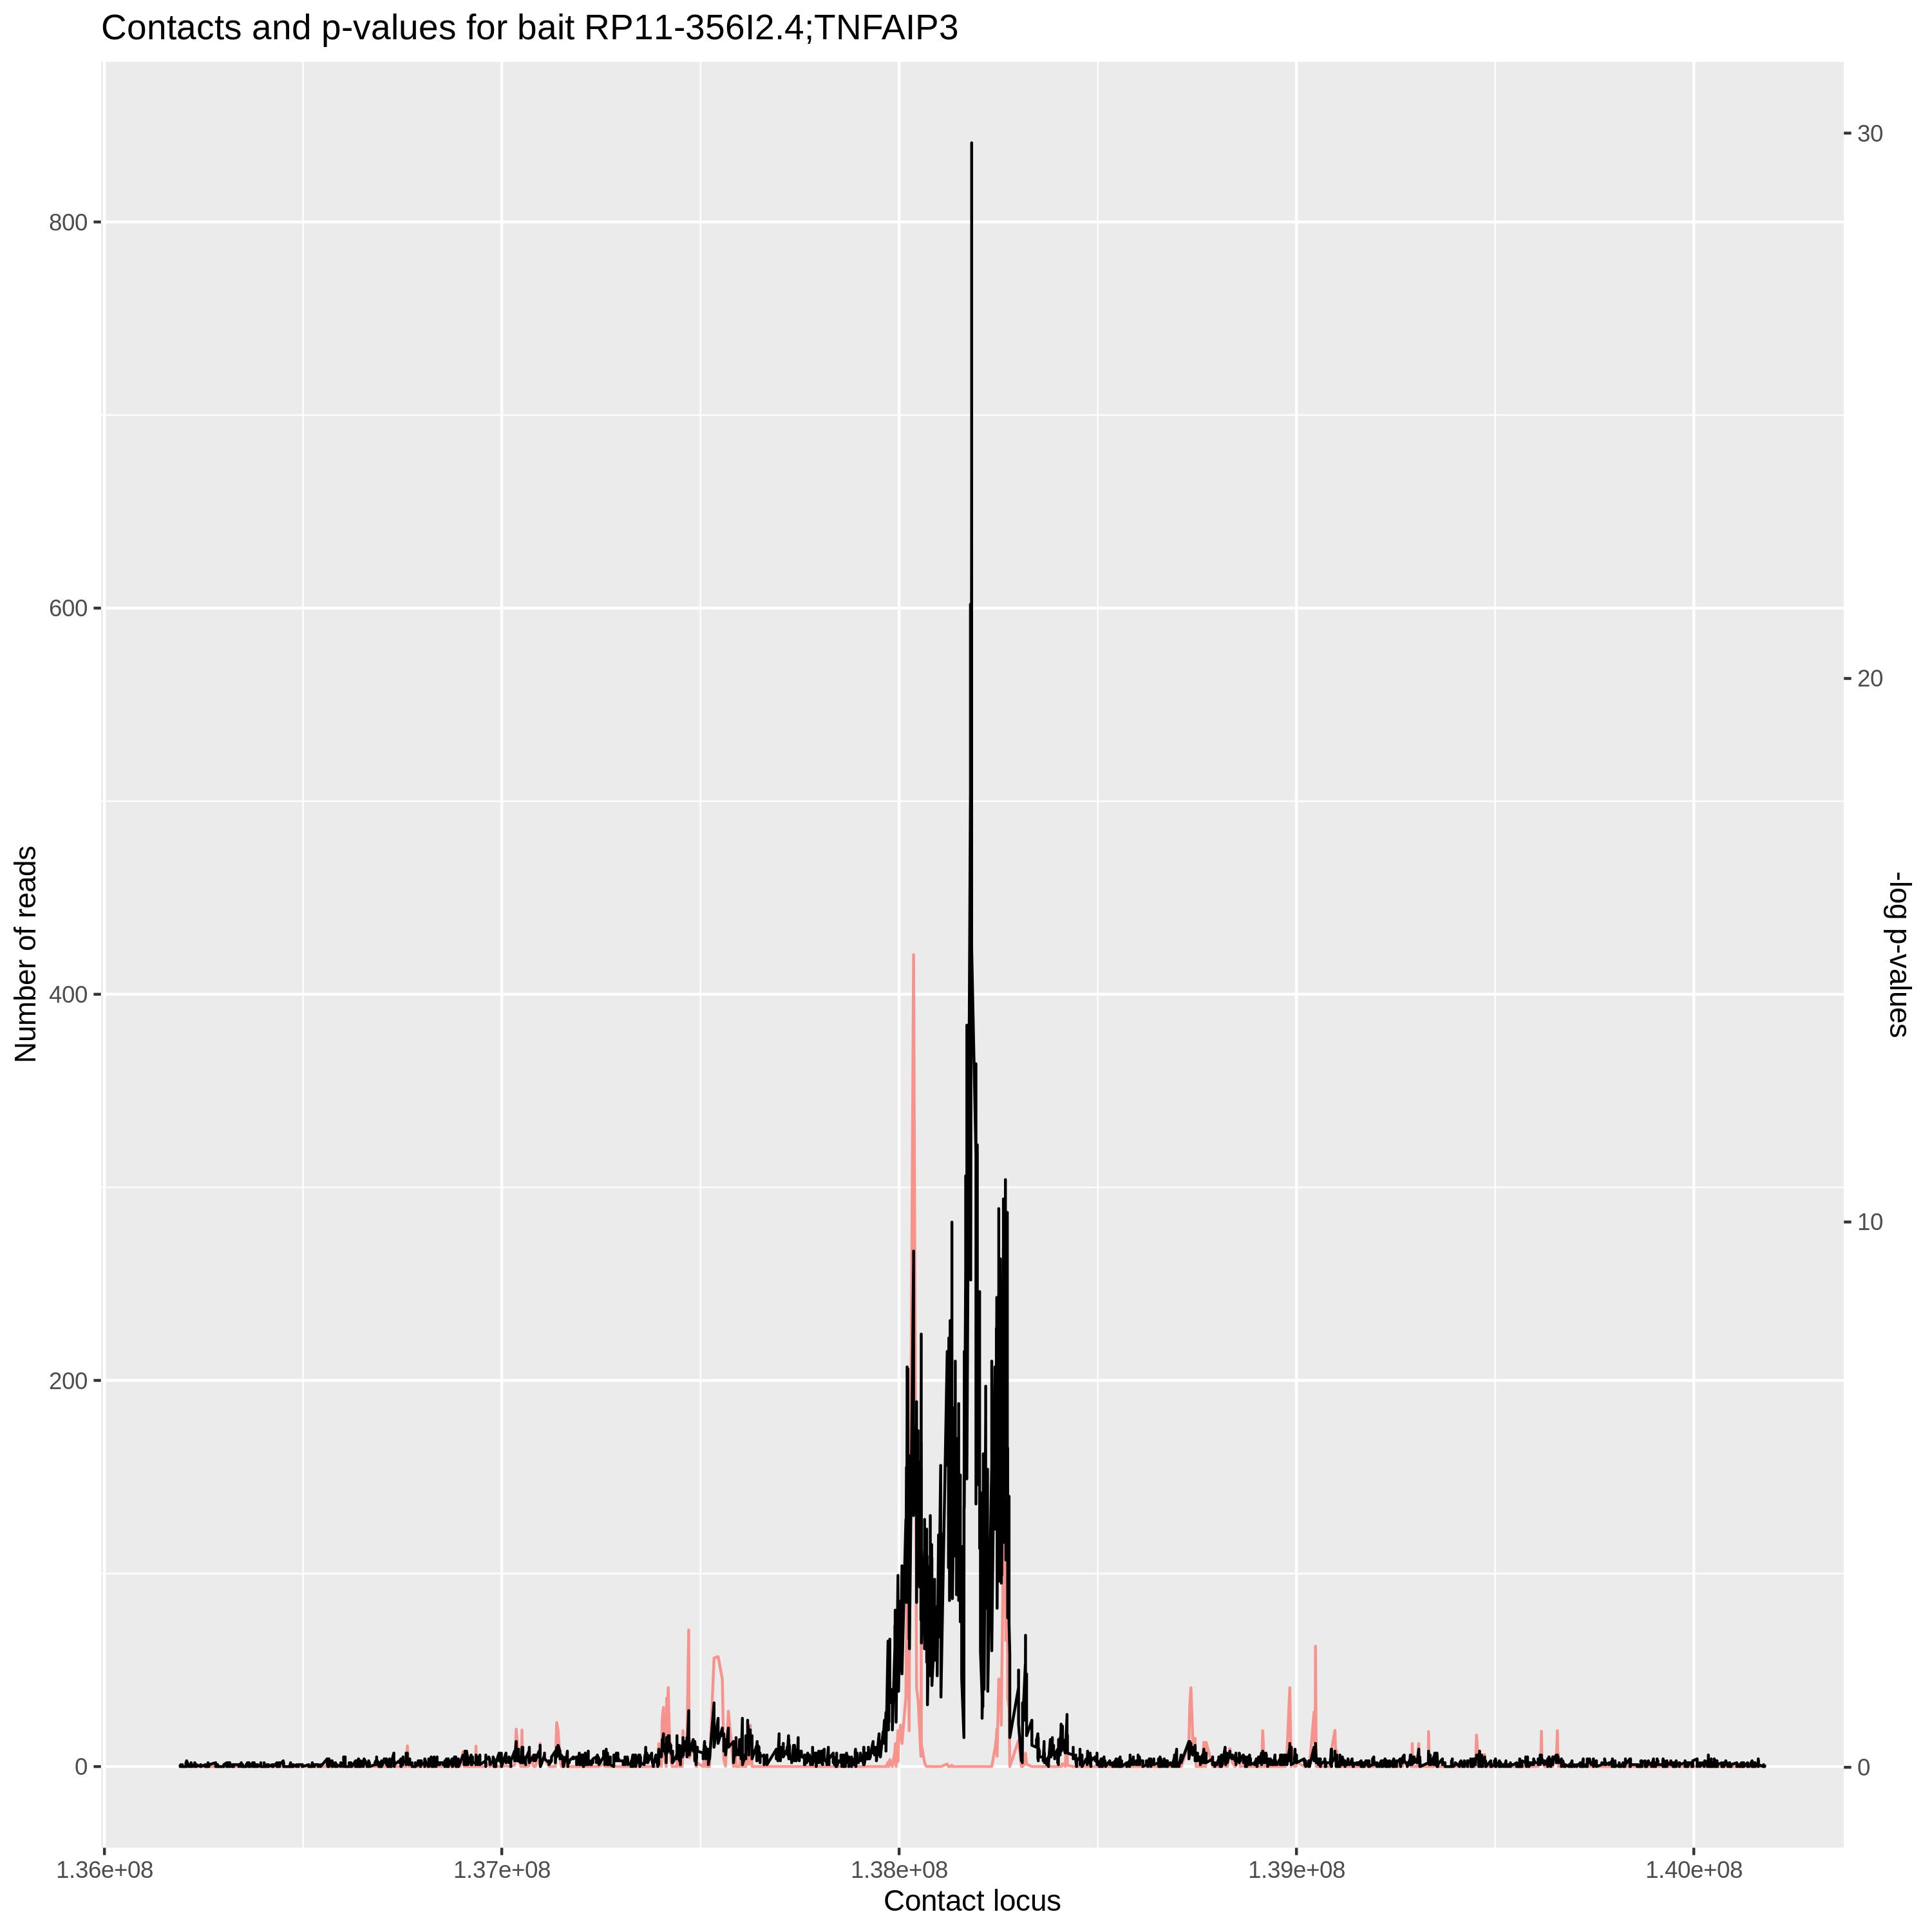 Contacts and p-values for bait RP11-356I2.4;TNFAIP3
Number of reads
800
600
400
200
0
30
20
10
0
-log p-values
1.36e+08
1.37e+08
1.38e+08
1.39e+08
1.40e+08
Contact locus